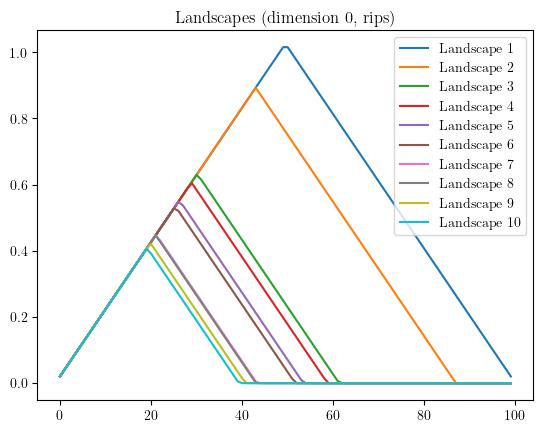 Landscapes (dimension 0, rips)
1.0
0.8
0.6
0.4
0.2
0.0
0
20
40
60
80
100
Landscape 1
Landscape 2
Landscape 3
Landscape 4
Landscape 5
Landscape 6
Landscape 7
Landscape 8
Landscape 9
Landscape 10